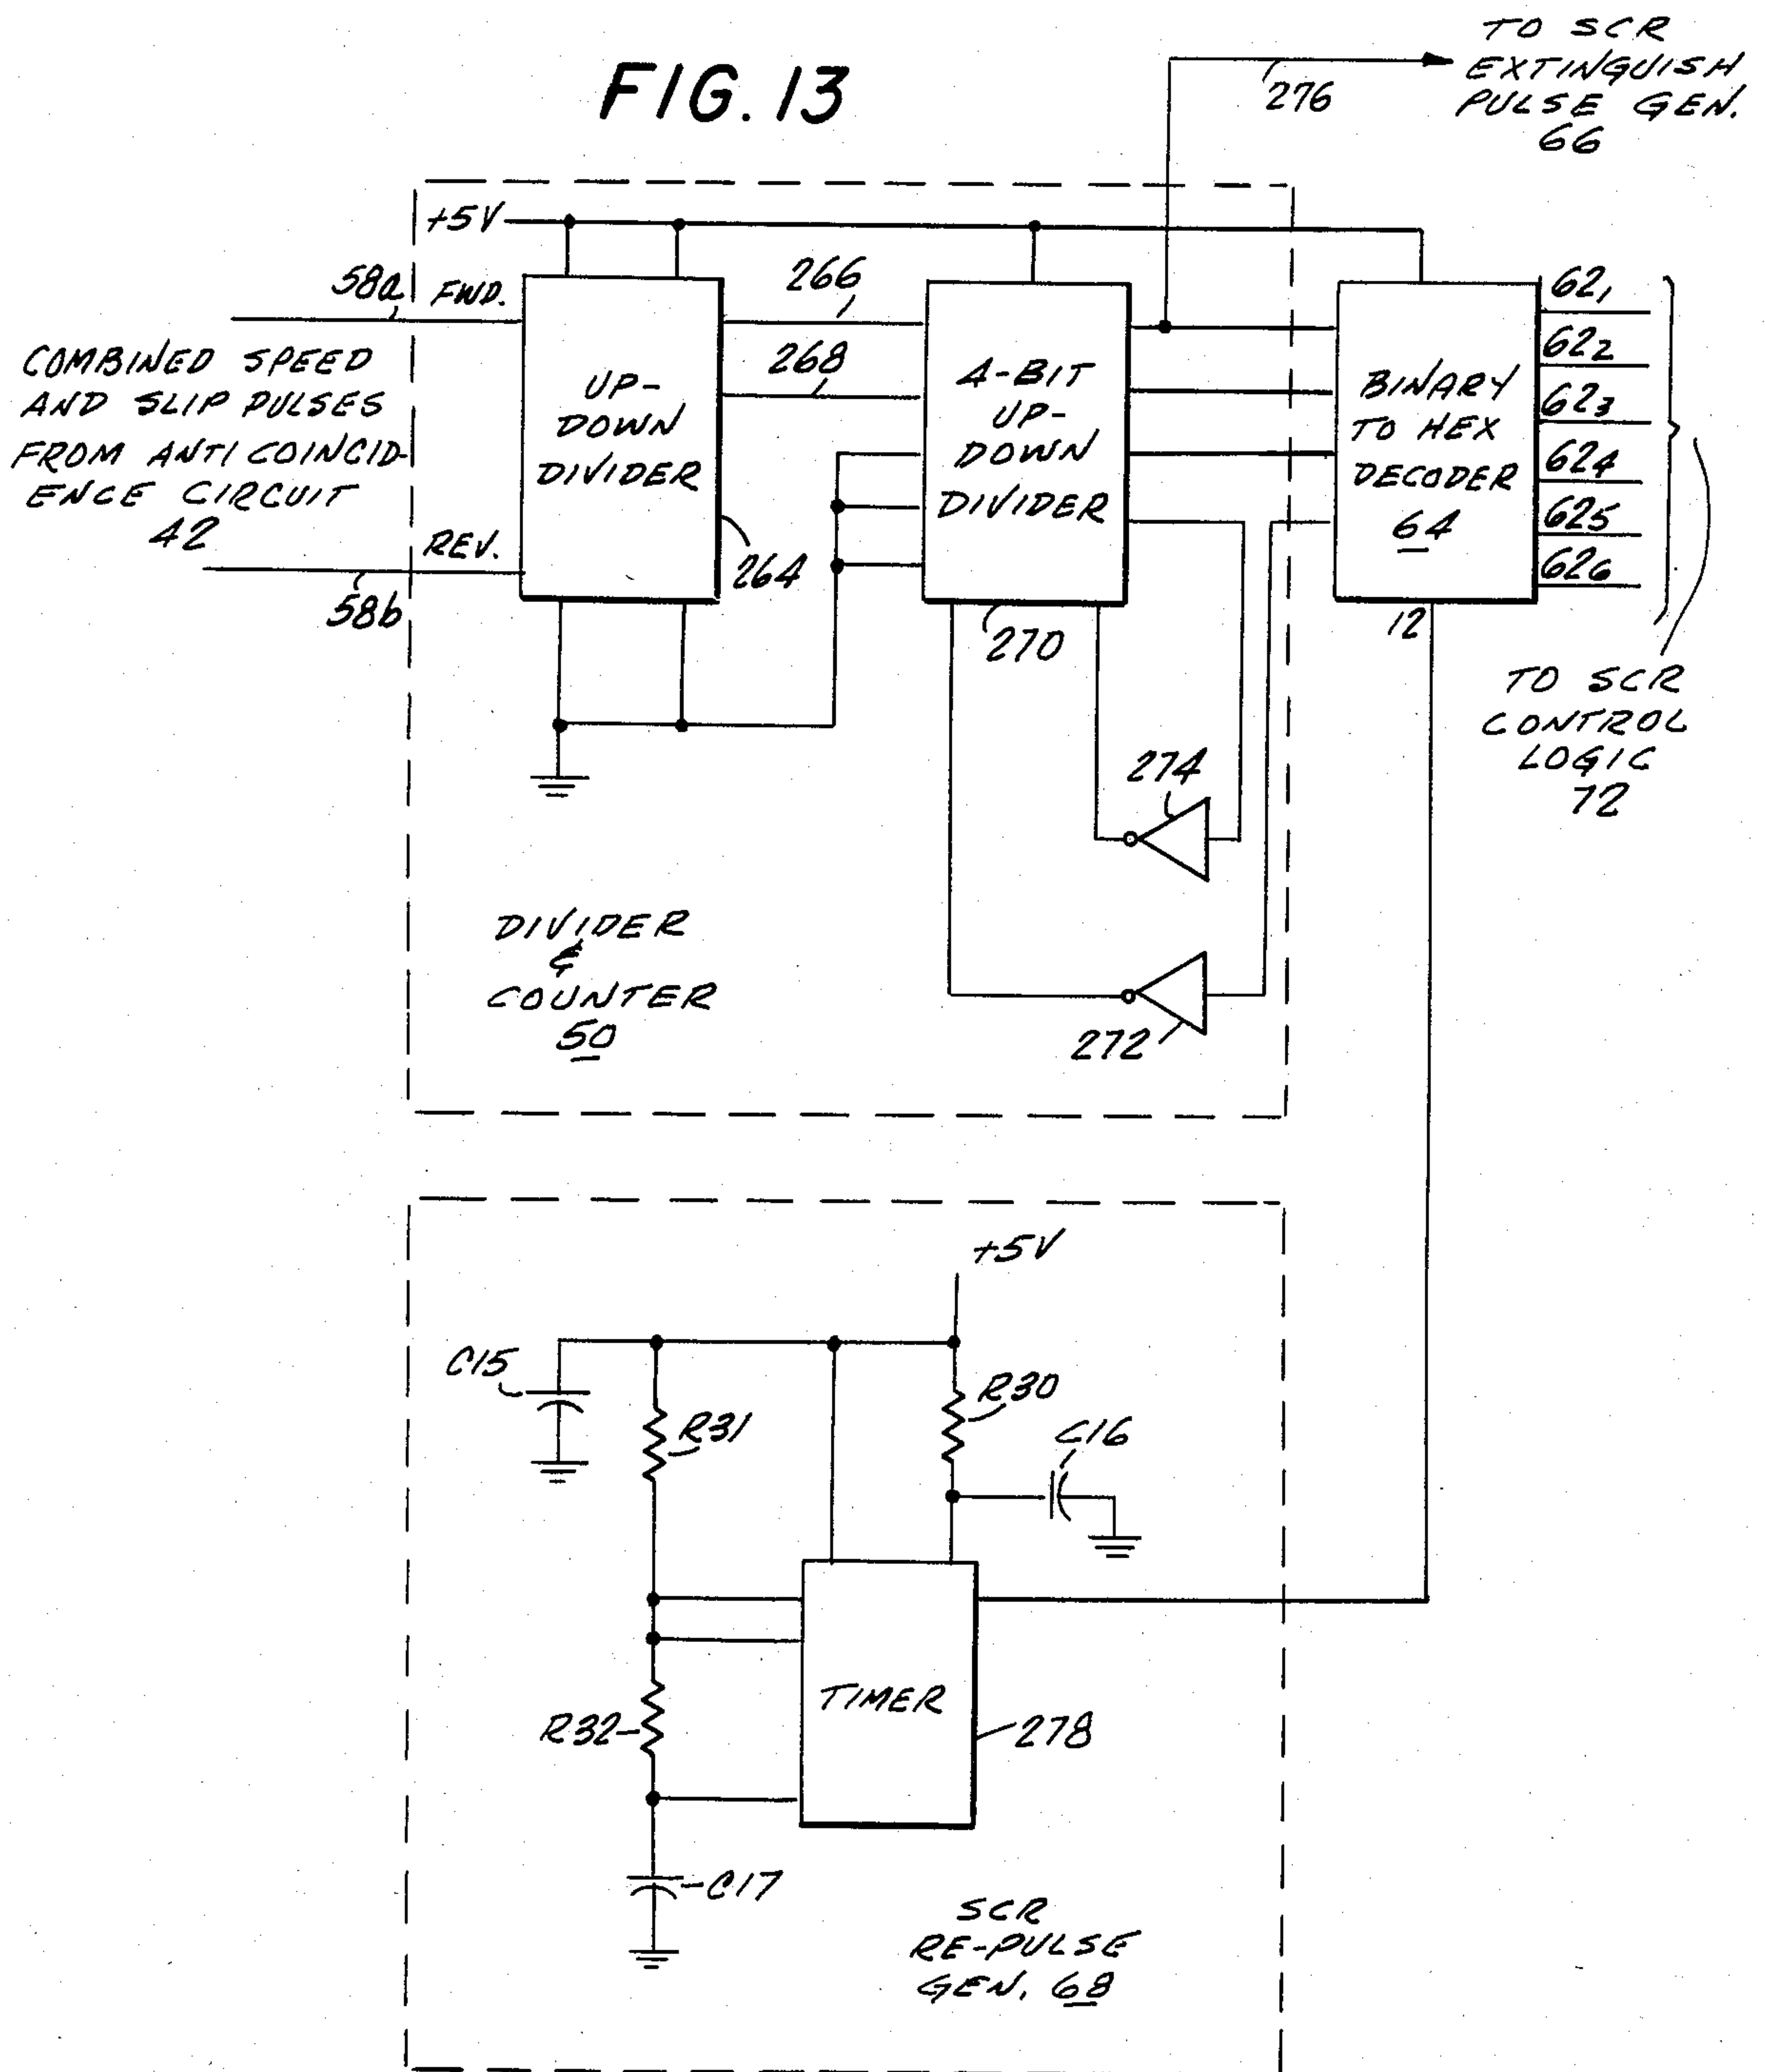 FIG. 13
TO SCR
EXTINGUISH
PULSE GEN.
66
276
+5V
58a
FWD.
COMBINED SPEED
AND SLIP PULSES
FROM ANTICOINCID-
ENCE CIRCUIT
42
REV.
58b
UP-
DOWN
DIVIDER
264
266
268
4-BIT
UP-
DOWN
DIVIDER
270
BINARY
TO HEX
DECODER
64
12
62₁
62₂
62₃
62₄
62₅
62₆
TO SCR
CONTROL
LOGIC
72
274
272
DIVIDER
&
COUNTER
50
+5V
C15
R31
R30
C16
TIMER
278
R32
C17
SCR
RE-PULSE
GEN. 68